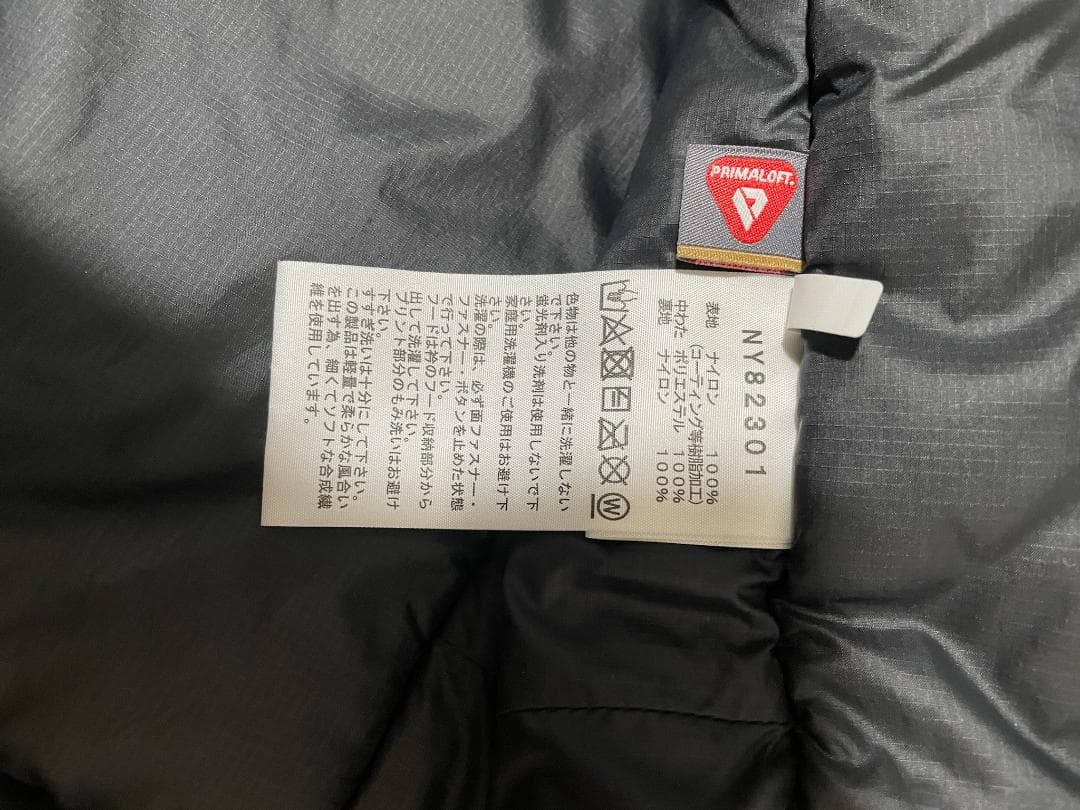 PRIMALOFT.
NY82301
表地 ナイロン 100%
(コーティング等樹脂加工)
中わた ポリエステル 100%
裏地 ナイロン 100%
W
色物は他の物と一緒に洗濯しない
で下さい。
蛍光剤入り洗剤は使用しないで下
さい。
家庭用洗濯機のご使用はお避け下
さい。
洗濯の際は、必ず面ファスナー・
ファスナー・ボタンを止めた状態
で行って下さい。
フードは衿のフード収納部分から
出して洗濯して下さい。
プリント部分のもみ洗いはお避け
下さい。
すすぎ洗いは十分にして下さい。
この製品は軽量で柔らかな風合い
を出す為、細くてソフトな合成繊
維を使用しています。